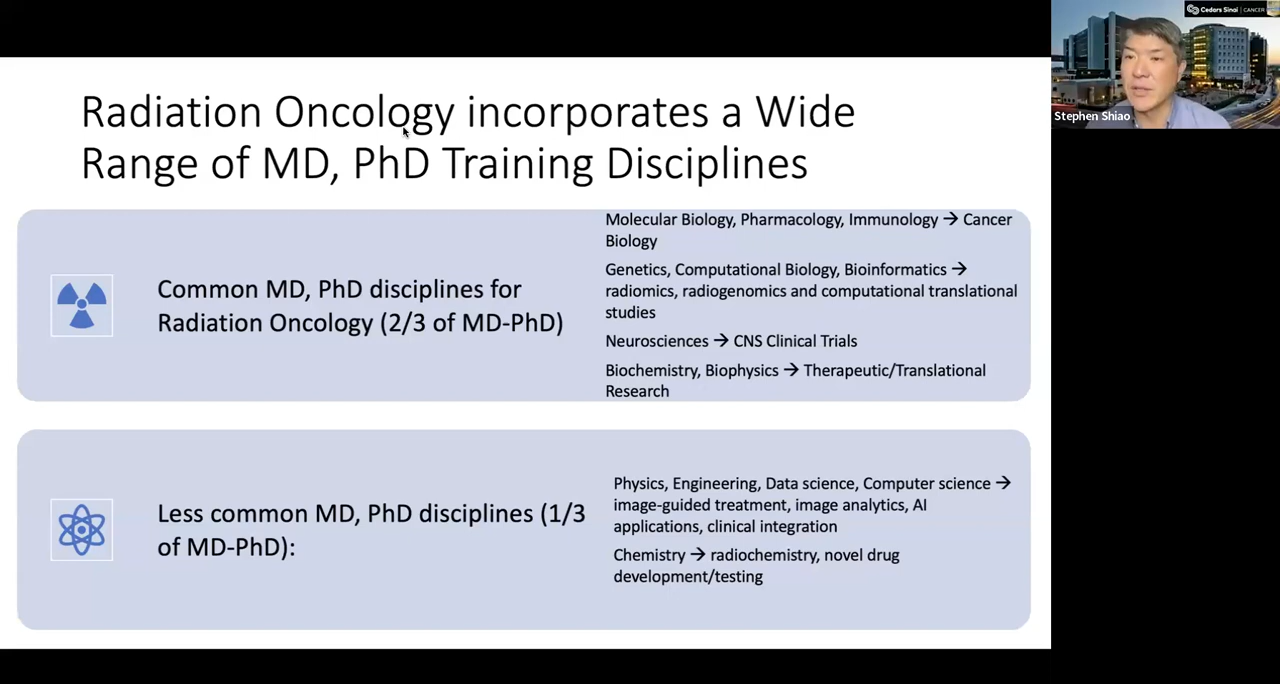 Radiation Oncology incorporates a Wide
Range of MD, PhD Training Disciplines
Common MD, PhD disciplines for
Radiation Oncology (2/3 of MD-PhD)
Molecular Biology, Pharmacology, Immunology → Cancer
Biology
Genetics, Computational Biology, Bioinformatics →
radiomics, radiogenomics and computational translational
studies
Neurosciences → CNS Clinical Trials
Biochemistry, Biophysics → Therapeutic/Translational
Research
Less common MD, PhD disciplines (1/3
of MD-PhD):
Physics, Engineering, Data science, Computer science →
image-guided treatment, image analytics, AI
applications, clinical integration
Chemistry → radiochemistry, novel drug
development/testing
Cedars Sinai | CANCER
Stephen Shiao